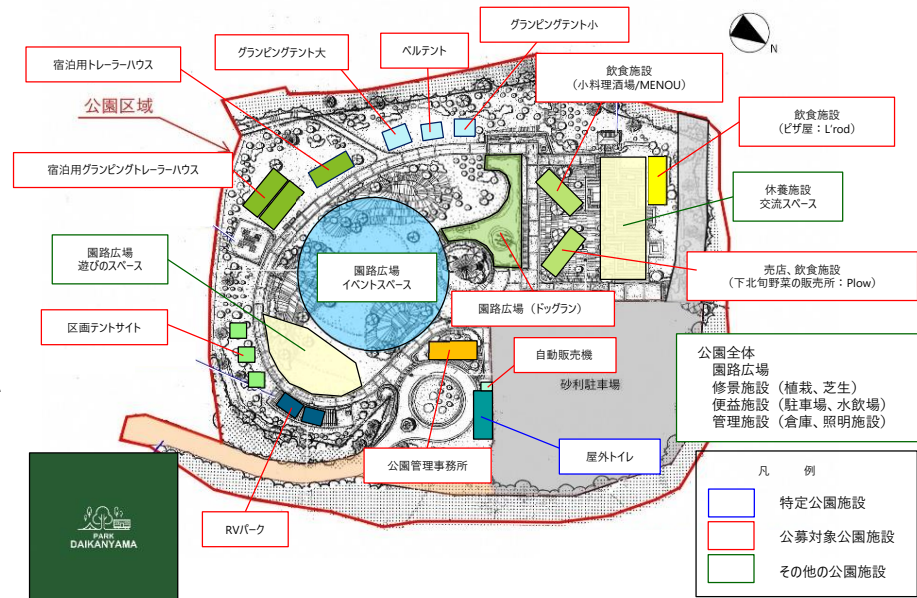 グランピングテント小
グランピングテント大
ベルテント
宿泊用トレーラーハウス
飲食施設
(小料理酒場/MENOU)
N
公園区域
飲食施設
(ピザ屋:L'rod)
宿泊用グランピングトレーラーハウス
休養施設
交流スペース
園路広場
遊びのスペース
園路広場
イベントスペース
売店、飲食施設
(下北旬野菜の販売所:Plow)
園路広場(ドッグラン)
区画テントサイト
自動販売機
砂利駐車場
公園全体
園路広場
修景施設(植栽、芝生)
便益施設(駐車場、水飲場)
管理施設(倉庫、照明施設)
公園管理事務所
屋外トイレ
RVパーク
凡 例
特定公園施設
公募対象公園施設
その他の公園施設
PARK
DAIKANYAMA